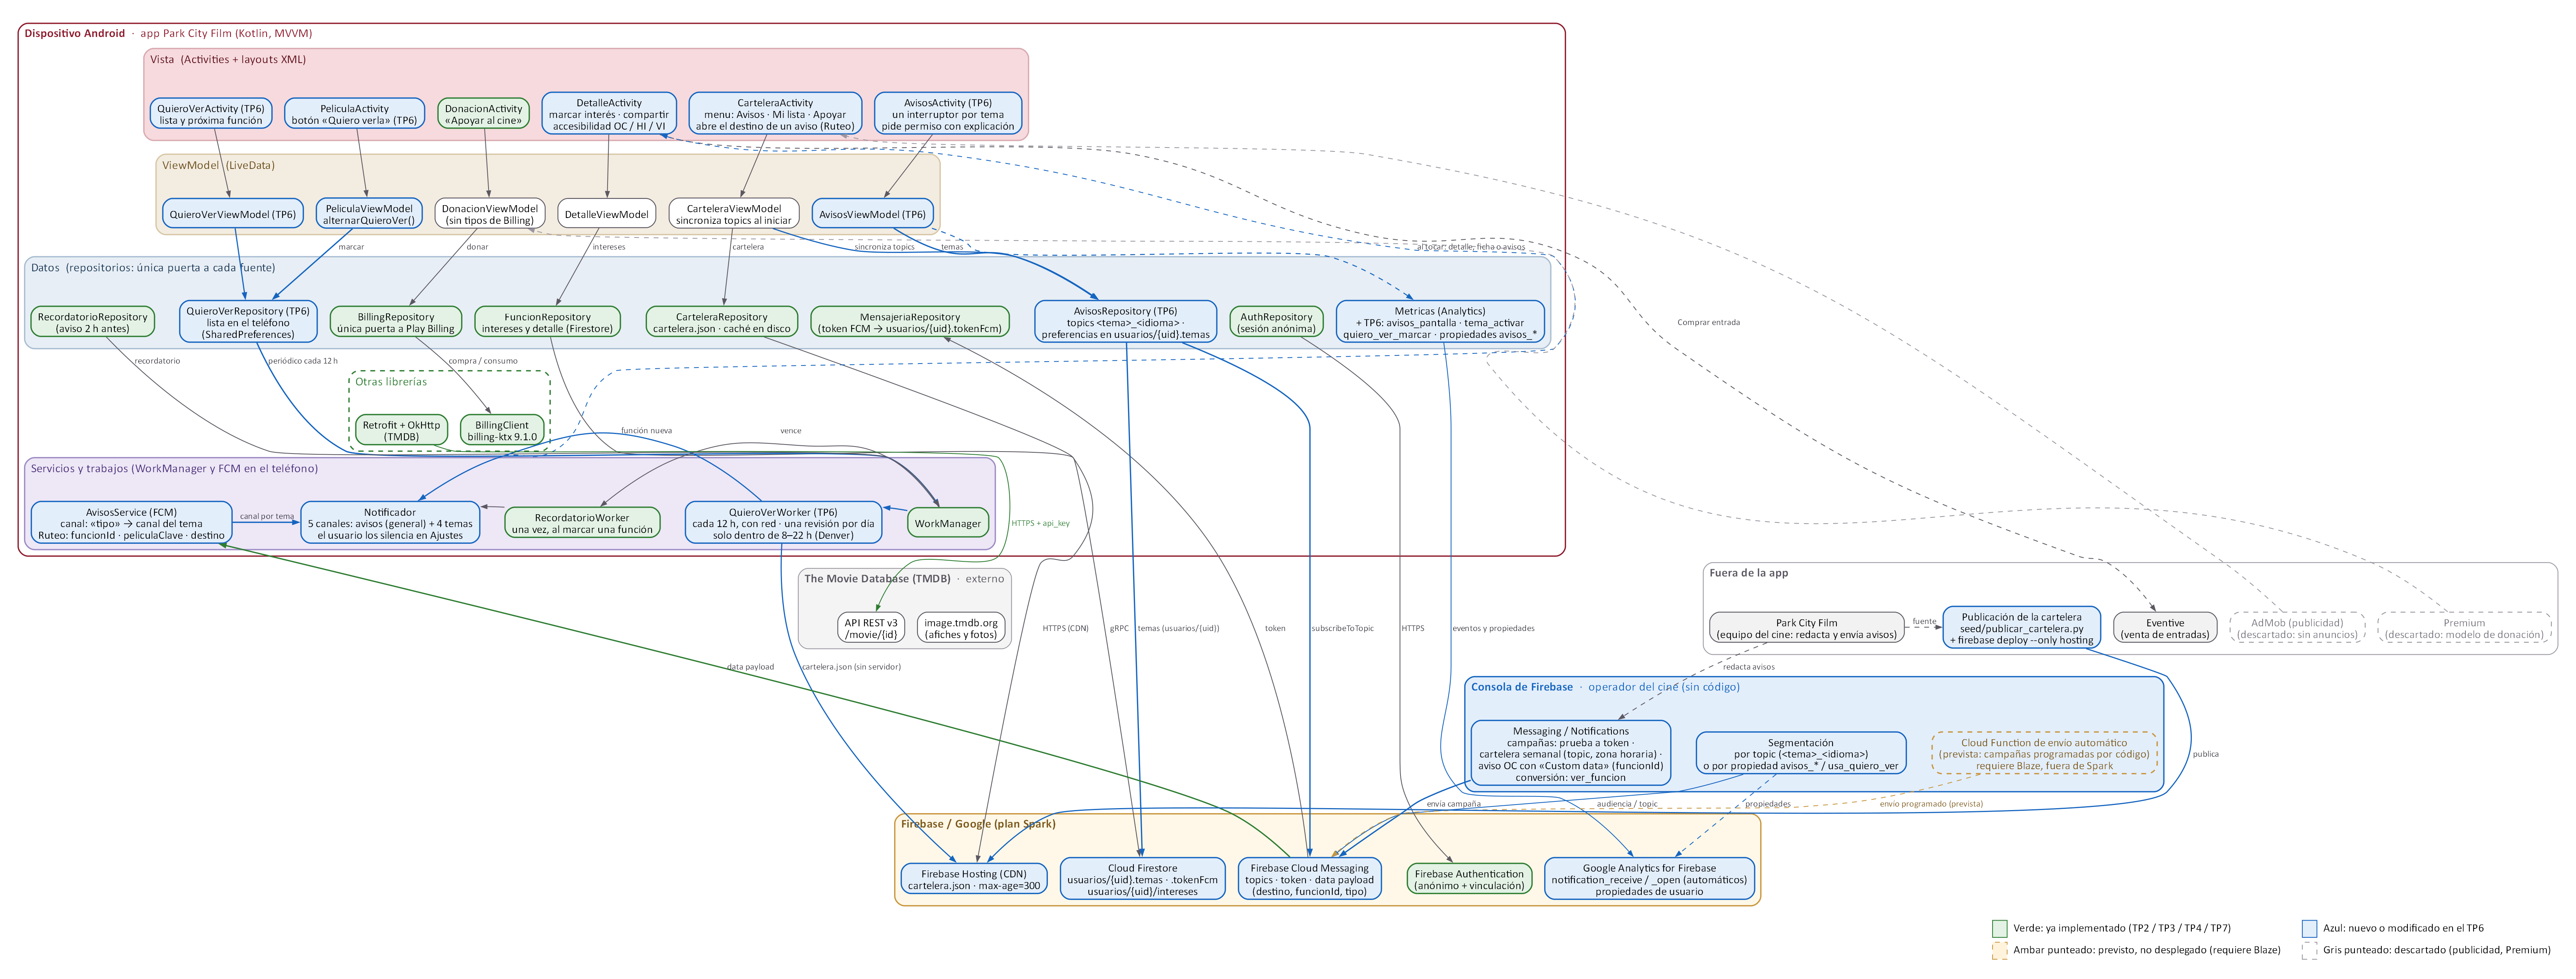 Dispositivo Android · app Park City Film (Kotlin, MVVM)
Vista (Activities + layouts XML)
QuieroVerActivity (TP6)
lista y próxima función
PeliculaActivity
botón «Quiero verla» (TP6)
DonacionActivity
«Apoyar al cine»
DetalleActivity
marcar interés · compartir
accesibilidad OC / HI / VI
CarteleraActivity
menu: Avisos · Mi lista · Apoyar
abre el destino de un aviso (Ruteo)
AvisosActivity (TP6)
un interruptor por tema
pide permiso con explicación
ViewModel (LiveData)
QuieroVerViewModel (TP6)
PeliculaViewModel
alternarQuieroVer()
DonacionViewModel
(sin tipos de Billing)
DetalleViewModel
CarteleraViewModel
sincroniza topics al iniciar
AvisosViewModel (TP6)
marcar
donar
intereses
cartelera
sincroniza topics
temas
al tocar: detalle, ficha o avisos
Datos (repositorios: única puerta a cada fuente)
RecordatorioRepository
(aviso 2 h antes)
QuieroVerRepository (TP6)
lista en el teléfono
(SharedPreferences)
BillingRepository
única puerta a Play Billing
FuncionRepository
intereses y detalle (Firestore)
CarteleraRepository
cartelera.json · caché en disco
MensajeriaRepository
(token FCM → usuarios/{uid}.tokenFcm)
AvisosRepository (TP6)
topics <tema>_<idioma> ·
preferencias en usuarios/{uid}.temas
AuthRepository
(sesión anónima)
Metricas (Analytics)
+ TP6: avisos_pantalla · tema_activar
quiero_ver_marcar · propiedades avisos_*
Comprar entrada
recordatorio
periódico cada 12 h
compra / consumo
Otras librerías
Retrofit + OkHttp
(TMDB)
BillingClient
billing-ktx 9.1.0
función nueva
vence
Servicios y trabajos (WorkManager y FCM en el teléfono)
AvisosService (FCM)
canal: «tipo» → canal del tema
Ruteo: funcionId · peliculaClave · destino
canal por tema
Notificador
5 canales: avisos (general) + 4 temas
el usuario los silencia en Ajustes
RecordatorioWorker
una vez, al marcar una función
QuieroVerWorker (TP6)
cada 12 h, con red · una revisión por día
solo dentro de 8–22 h (Denver)
WorkManager
HTTPS + api_key
The Movie Database (TMDB) · externo
API REST v3
/movie/{id}
image.tmdb.org
(afiches y fotos)
Fuera de la app
Park City Film
(equipo del cine: redacta y envia avisos)
fuente
Publicación de la cartelera
seed/publicar_cartelera.py
+ firebase deploy --only hosting
Eventive
(venta de entradas)
AdMob (publicidad)
(descartado: sin anuncios)
Premium
(descartado: modelo de donación)
HTTPS (CDN)
gRPC
temas (usuarios/{uid})
token
subscribeToTopic
HTTPS
eventos y propiedades
data payload
cartelera.json (sin servidor)
redacta avisos
Consola de Firebase · operador del cine (sin código)
Messaging / Notifications
campañas: prueba a token ·
cartelera semanal (topic, zona horaria) ·
aviso OC con «Custom data» (funcionId)
conversión: ver_funcion
Segmentación
por topic (<tema>_<idioma>)
o por propiedad avisos_* / usa_quiero_ver
Cloud Function de envio automático
(prevista: campañas programadas por código)
requiere Blaze, fuera de Spark
publica
envia campaña
audiencia / topic
propiedades
envio programado (prevista)
Firebase / Google (plan Spark)
Firebase Hosting (CDN)
cartelera.json · max-age=300
Cloud Firestore
usuarios/{uid}.temas · .tokenFcm
usuarios/{uid}/intereses
Firebase Cloud Messaging
topics · token · data payload
(destino, funcionId, tipo)
Firebase Authentication
(anónimo + vinculación)
Google Analytics for Firebase
notification_receive / _open (automáticos)
propiedades de usuario
Verde: ya implementado (TP2 / TP3 / TP4 / TP7)
Azul: nuevo o modificado en el TP6
Ambar punteado: previsto, no desplegado (requiere Blaze)
Gris punteado: descartado (publicidad, Premium)